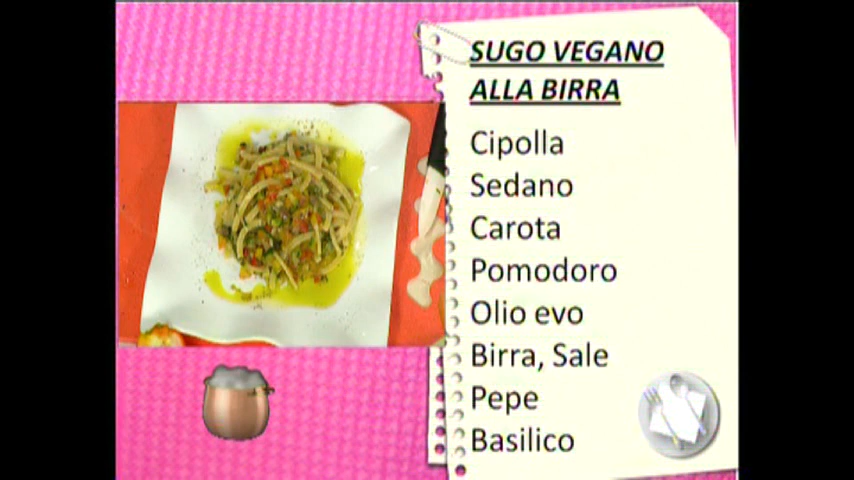 SUGO VEGANO
ALLA BIRRA
Cipolla
Sedano
Carota
Pomodoro
Olio evo
Birra, Sale
Pepe
Basilico